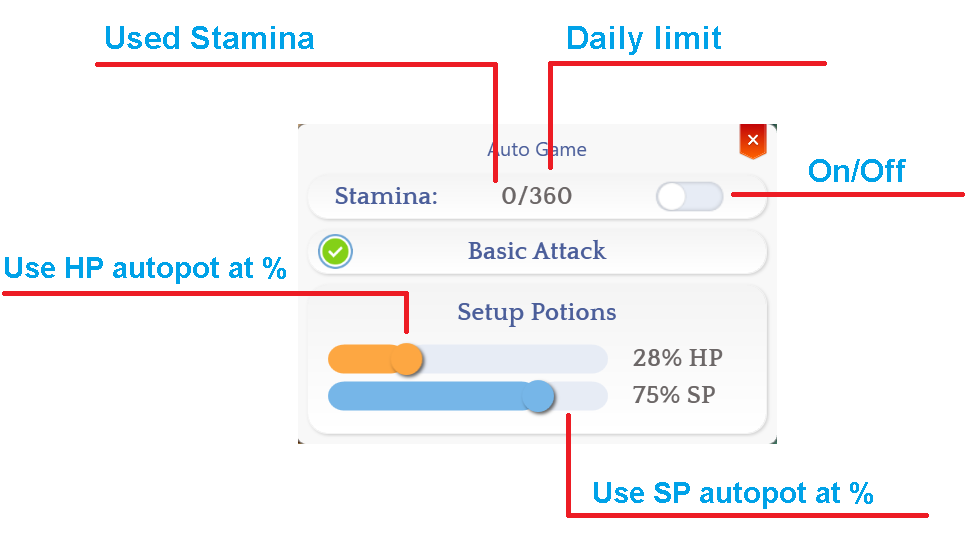 Used Stamina
Daily limit
Auto Game
On/Off
Stamina: 0/360
Basic Attack
Use HP autopot at %
Setup Potions
28% HP
75% SP
Use SP autopot at %